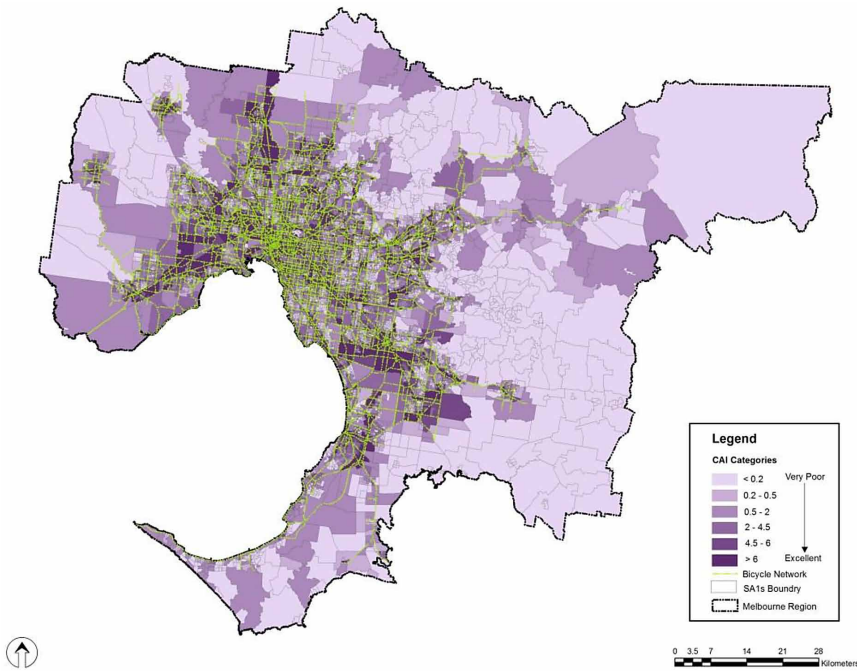 Legend
CAI Categories
< 0.2 Very Poor
0.2 - 0.5
0.5 - 2
2 - 4.5
4.5 - 6
> 6 Excellent
Bicycle Network
SA1s Boundry
Melbourne Region
0 3.5 7 14 21 28
Kilometers